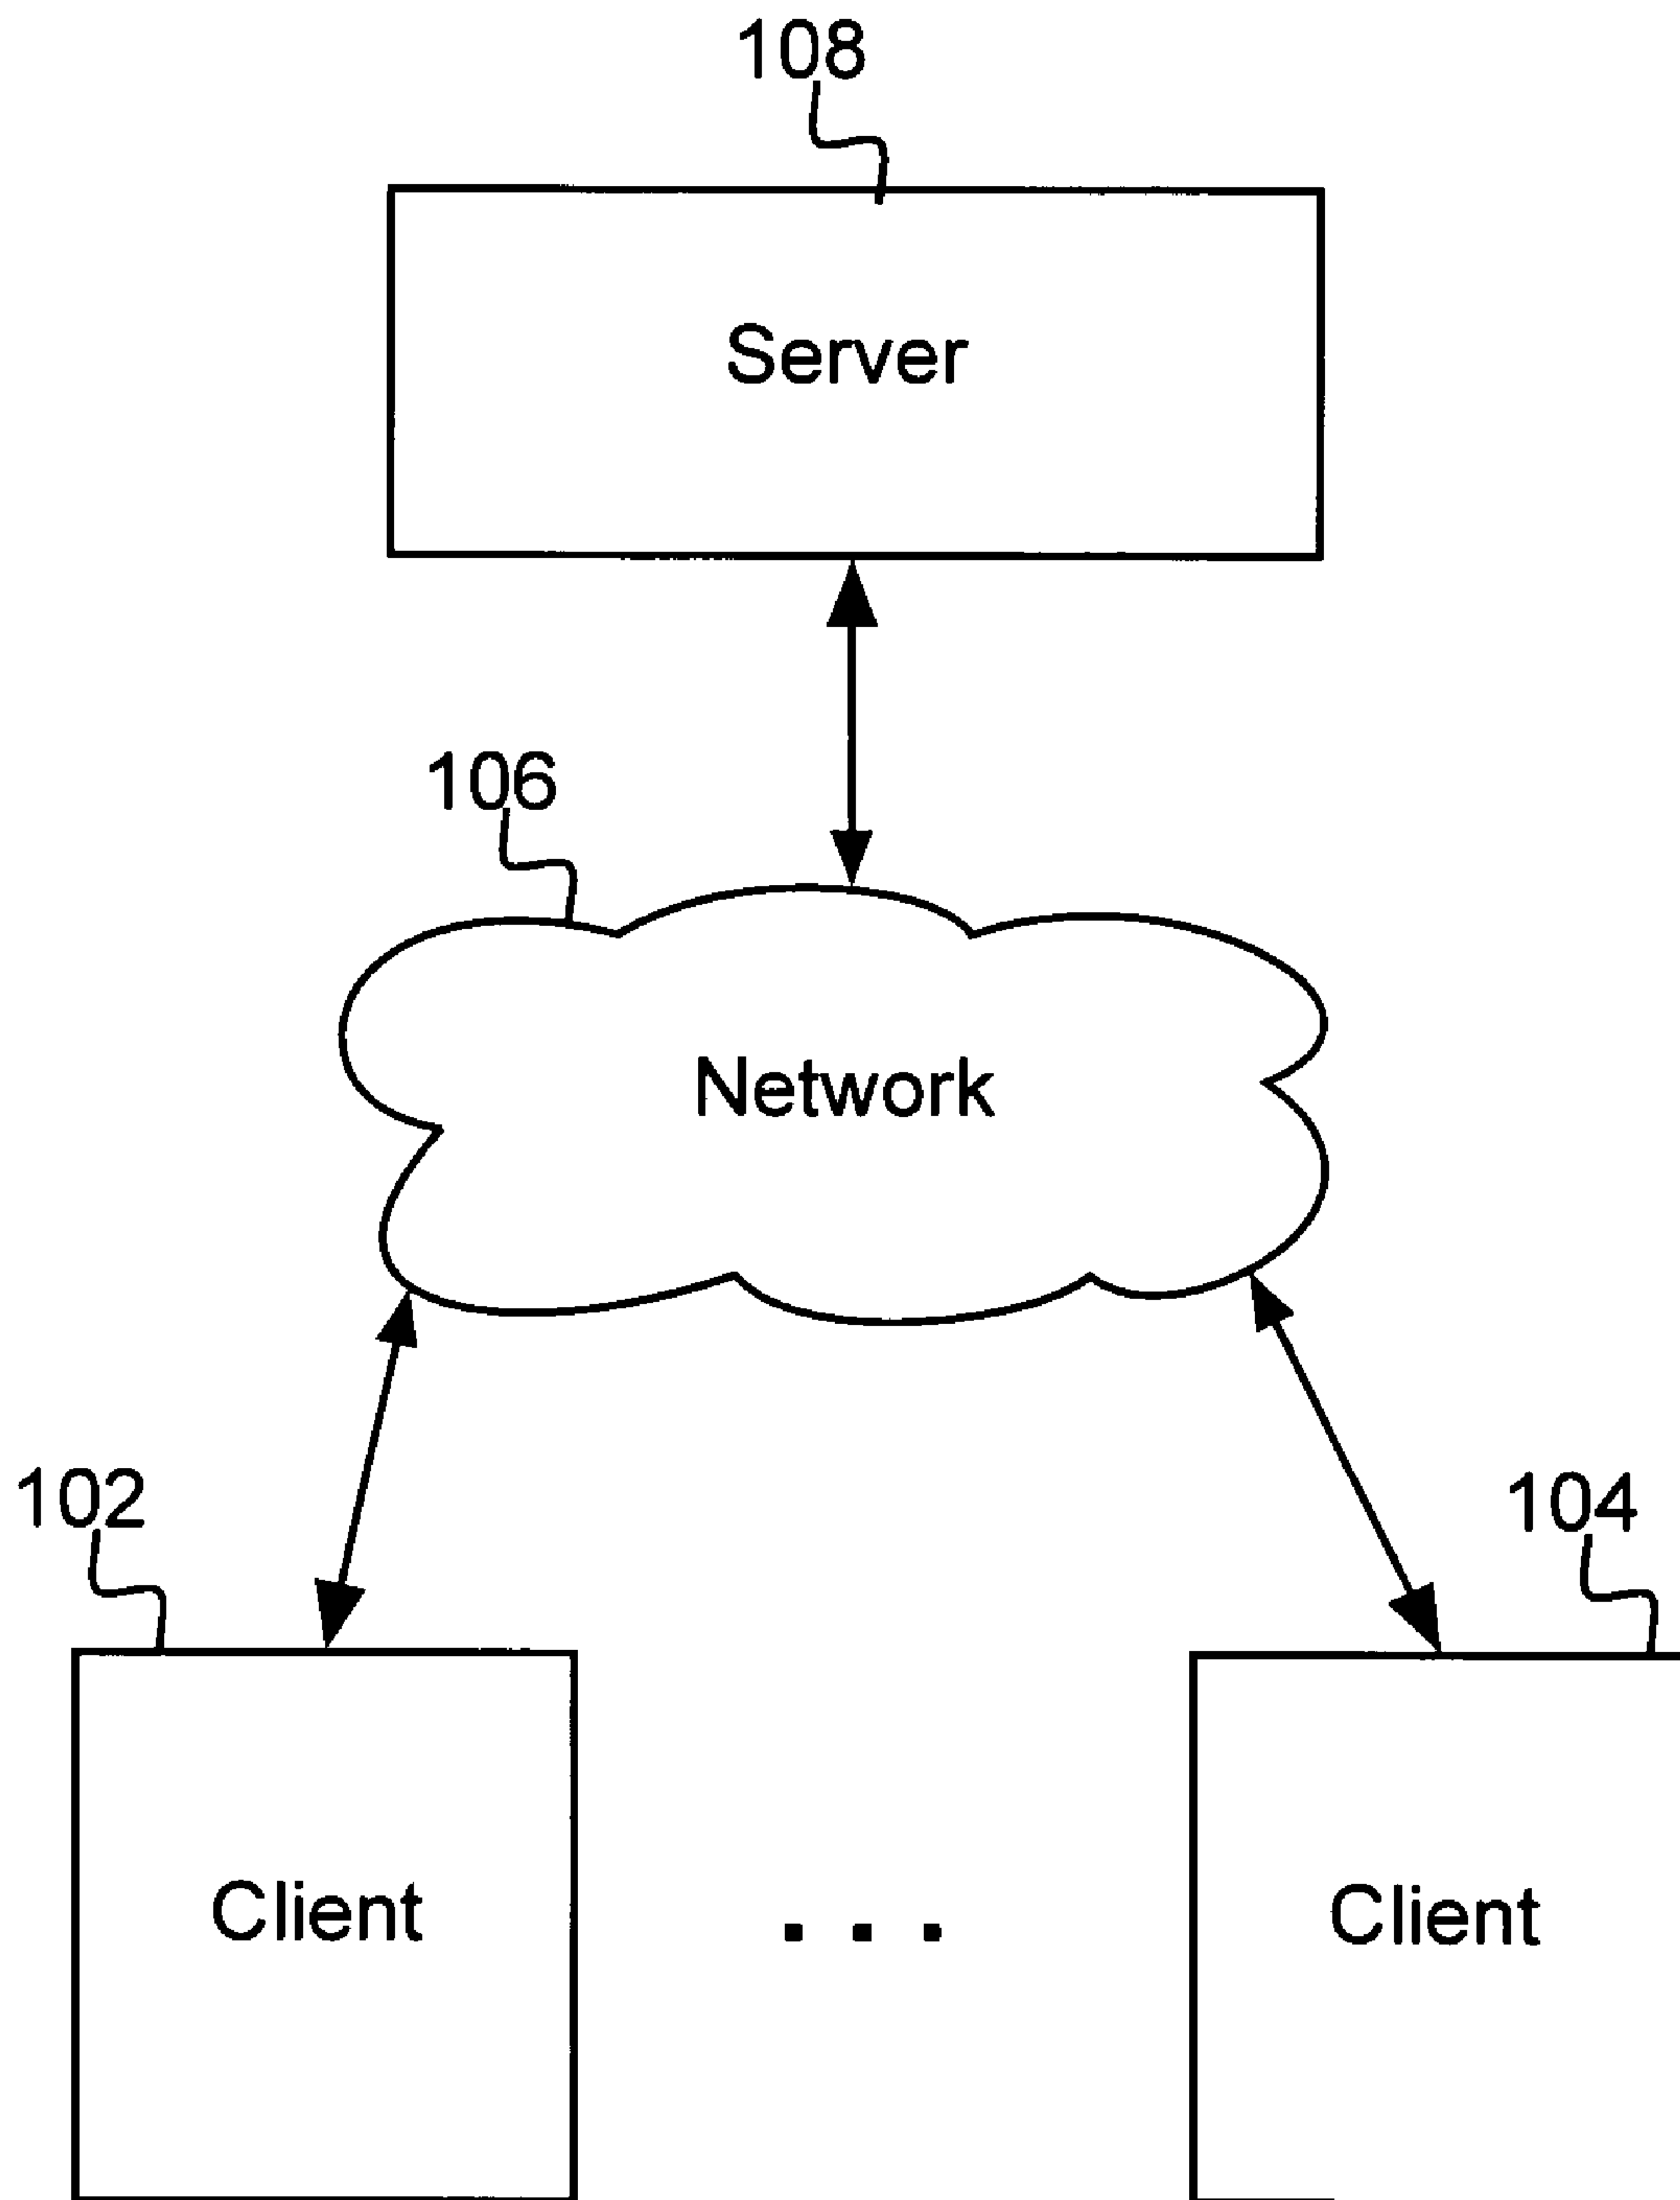 108
Server
106
Network
102
104
Client
. . .
Client